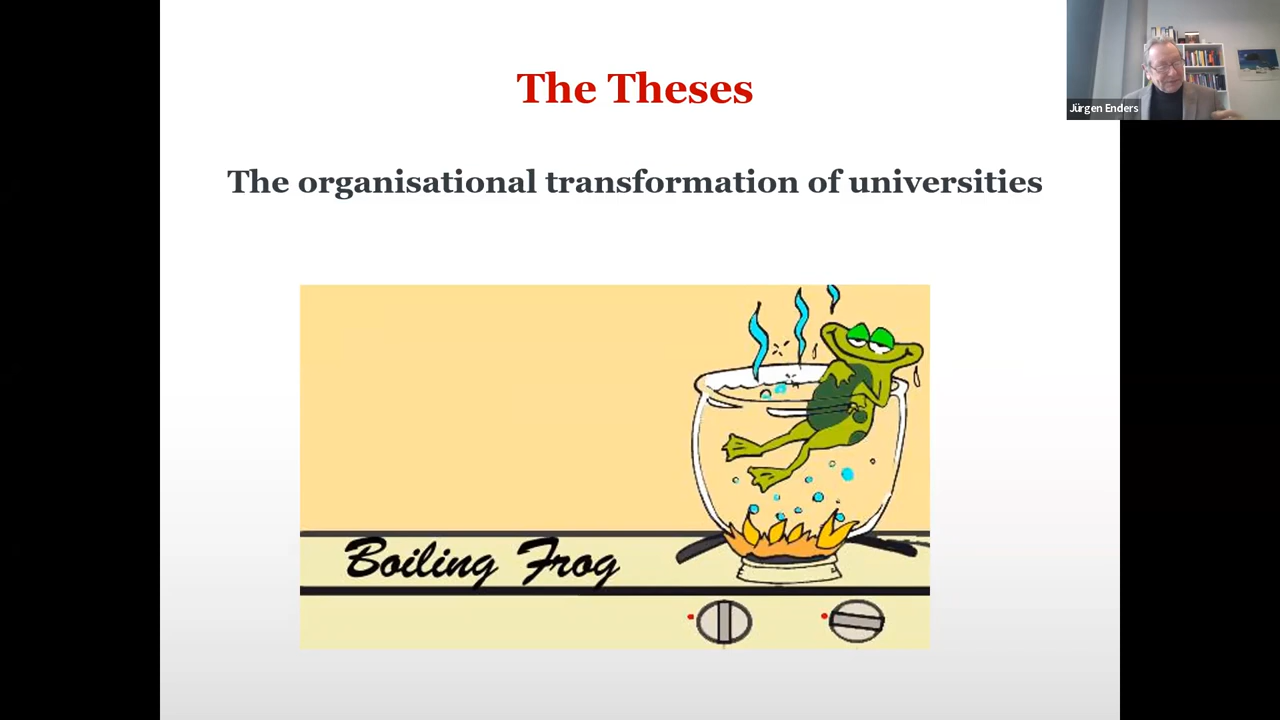 The Theses
Jürgen Enders
The organisational transformation of universities
Boiling Frog